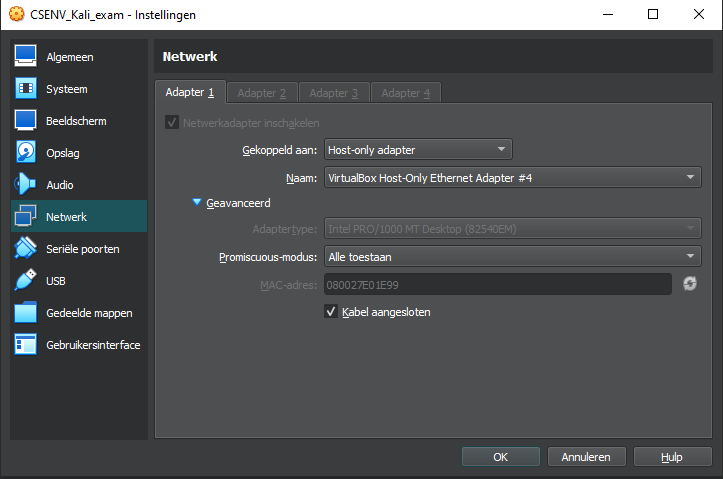 CSENV_Kali_exam - Instellingen
Algemeen
Systeem
Beeldscherm
Opslag
Audio
Netwerk
Seriële poorten
USB
Gedeelde mappen
Gebruikersinterface
Netwerk
Adapter 1 Adapter 2 Adapter 3 Adapter 4
Netwerkadapter inschakelen
Gekoppeld aan: Host-only adapter
Naam: VirtualBox Host-Only Ethernet Adapter #4
Geavanceerd
Adaptertype: Intel PRO/1000 MT Desktop (82540EM)
Promiscuous-modus: Alle toestaan
MAC-adres: 080027E01E99
Kabel aangesloten
OK Annuleren Hulp